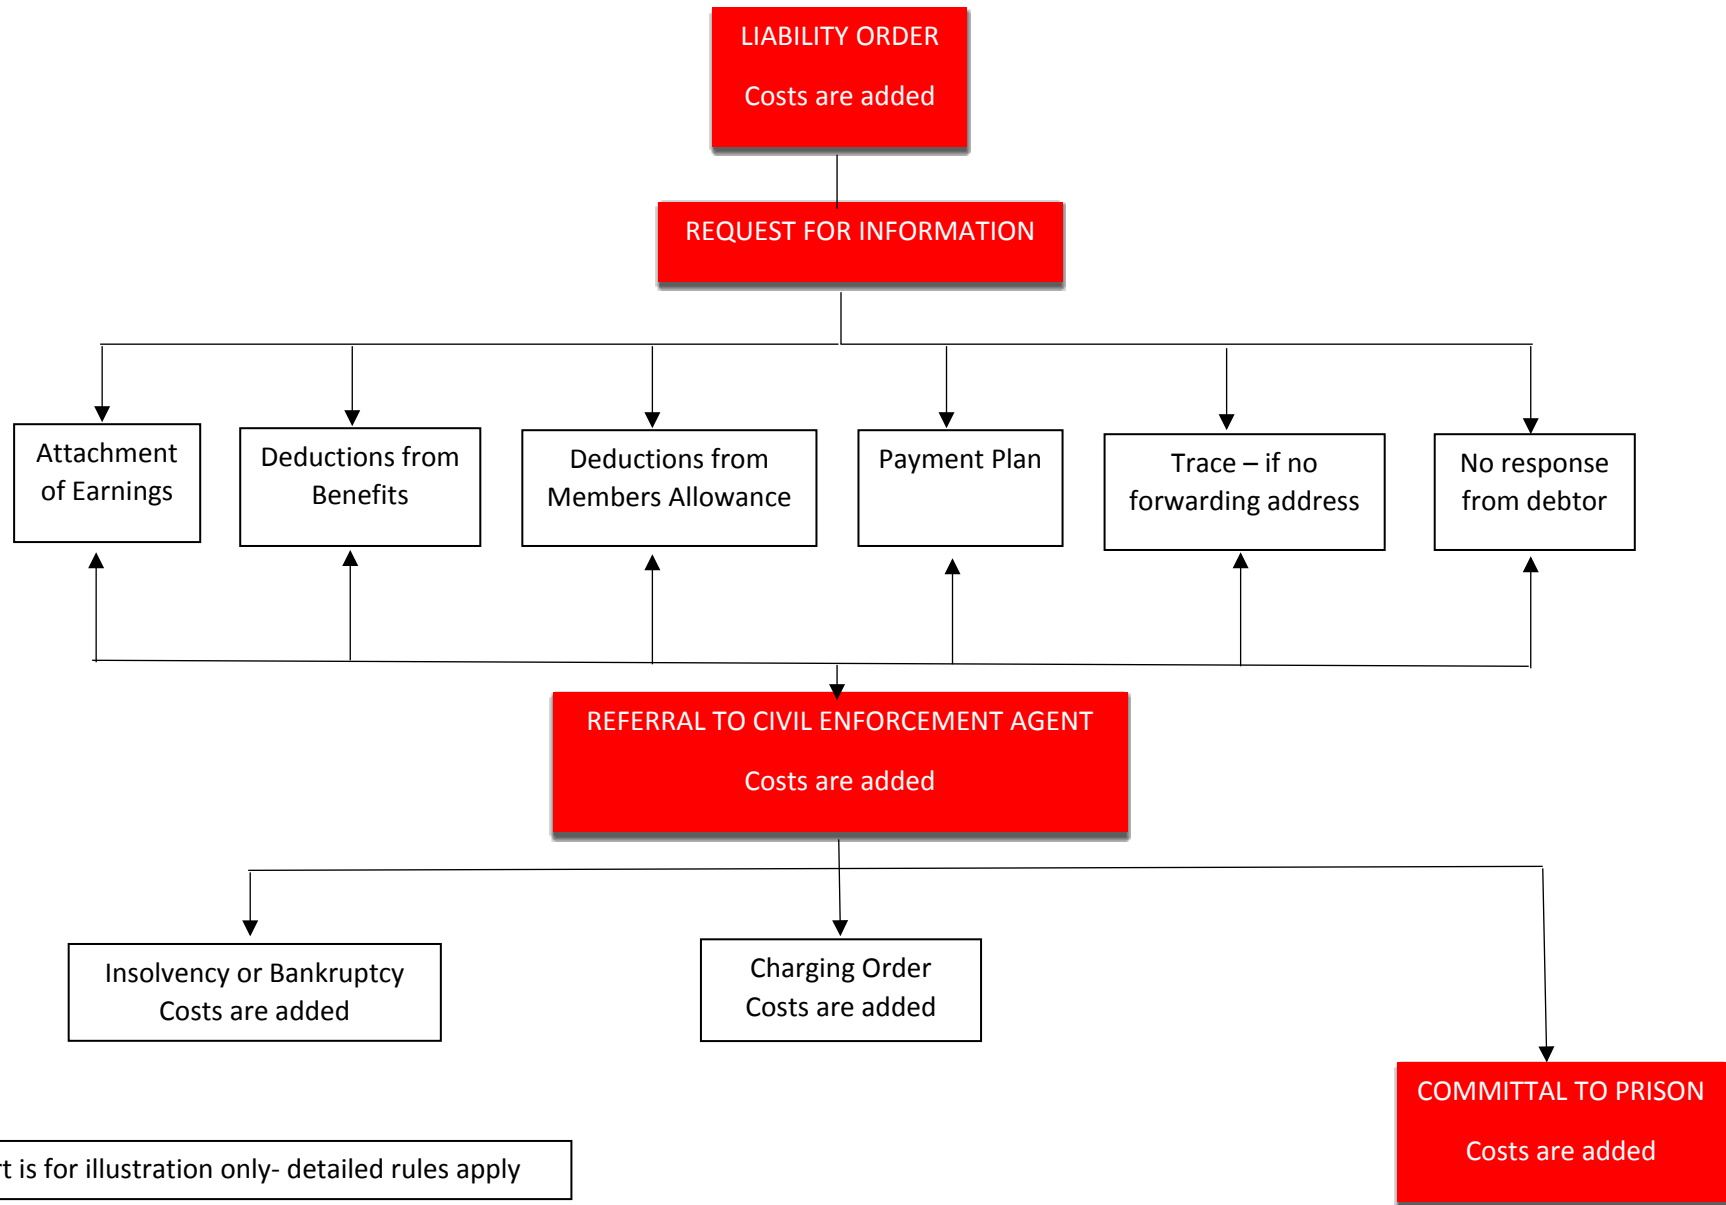 LIABILITY ORDER
Costs are added
REQUEST FOR INFORMATION
Attachment
of Earnings
Deductions from
Benefits
Deductions from
Members Allowance
Payment Plan
Trace – if no
forwarding address
No response
from debtor
REFERRAL TO CIVIL ENFORCEMENT AGENT
Costs are added
Insolvency or Bankruptcy
Costs are added
Charging Order
Costs are added
COMMITTAL TO PRISON
Costs are added
is for illustration only- detailed rules apply